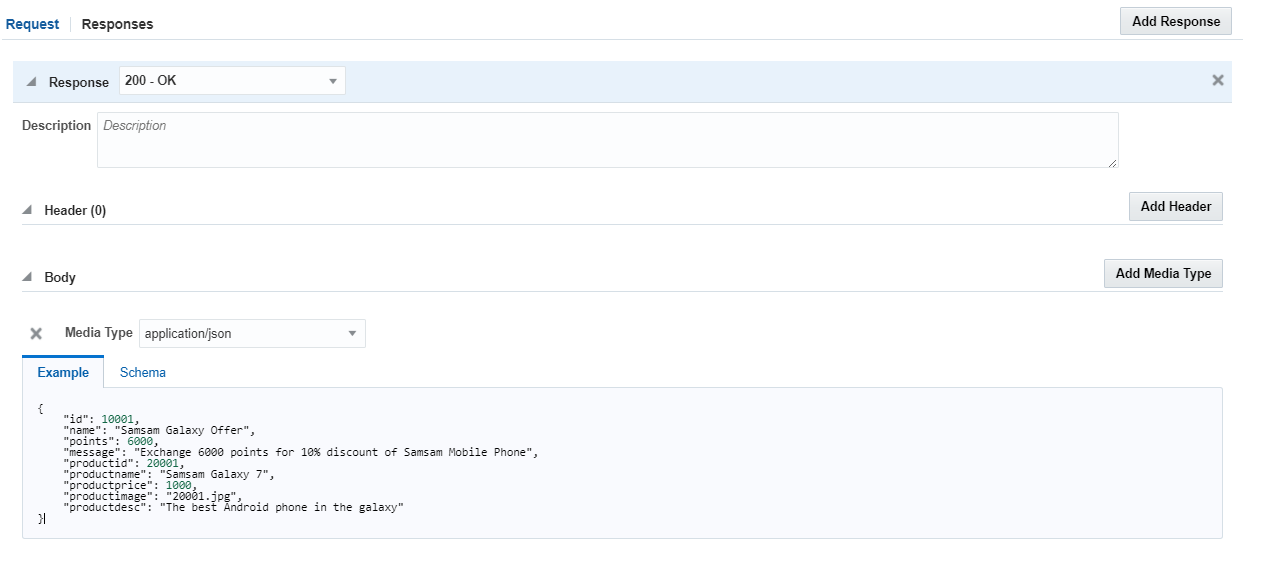 Request Responses Add Response
Response 200 - OK
Description Description
Header (0) Add Header
Body Add Media Type
Media Type application/json
Example Schema
{
"id": 10001,
"name": "Samsam Galaxy Offer",
"points": 6000,
"message": "Exchange 6000 points for 10% discount of Samsam Mobile Phone",
"productid": 20001,
"productname": "Samsam Galaxy 7",
"productprice": 1000,
"productimage": "20001.jpg",
"productdesc": "The best Android phone in the galaxy"
}